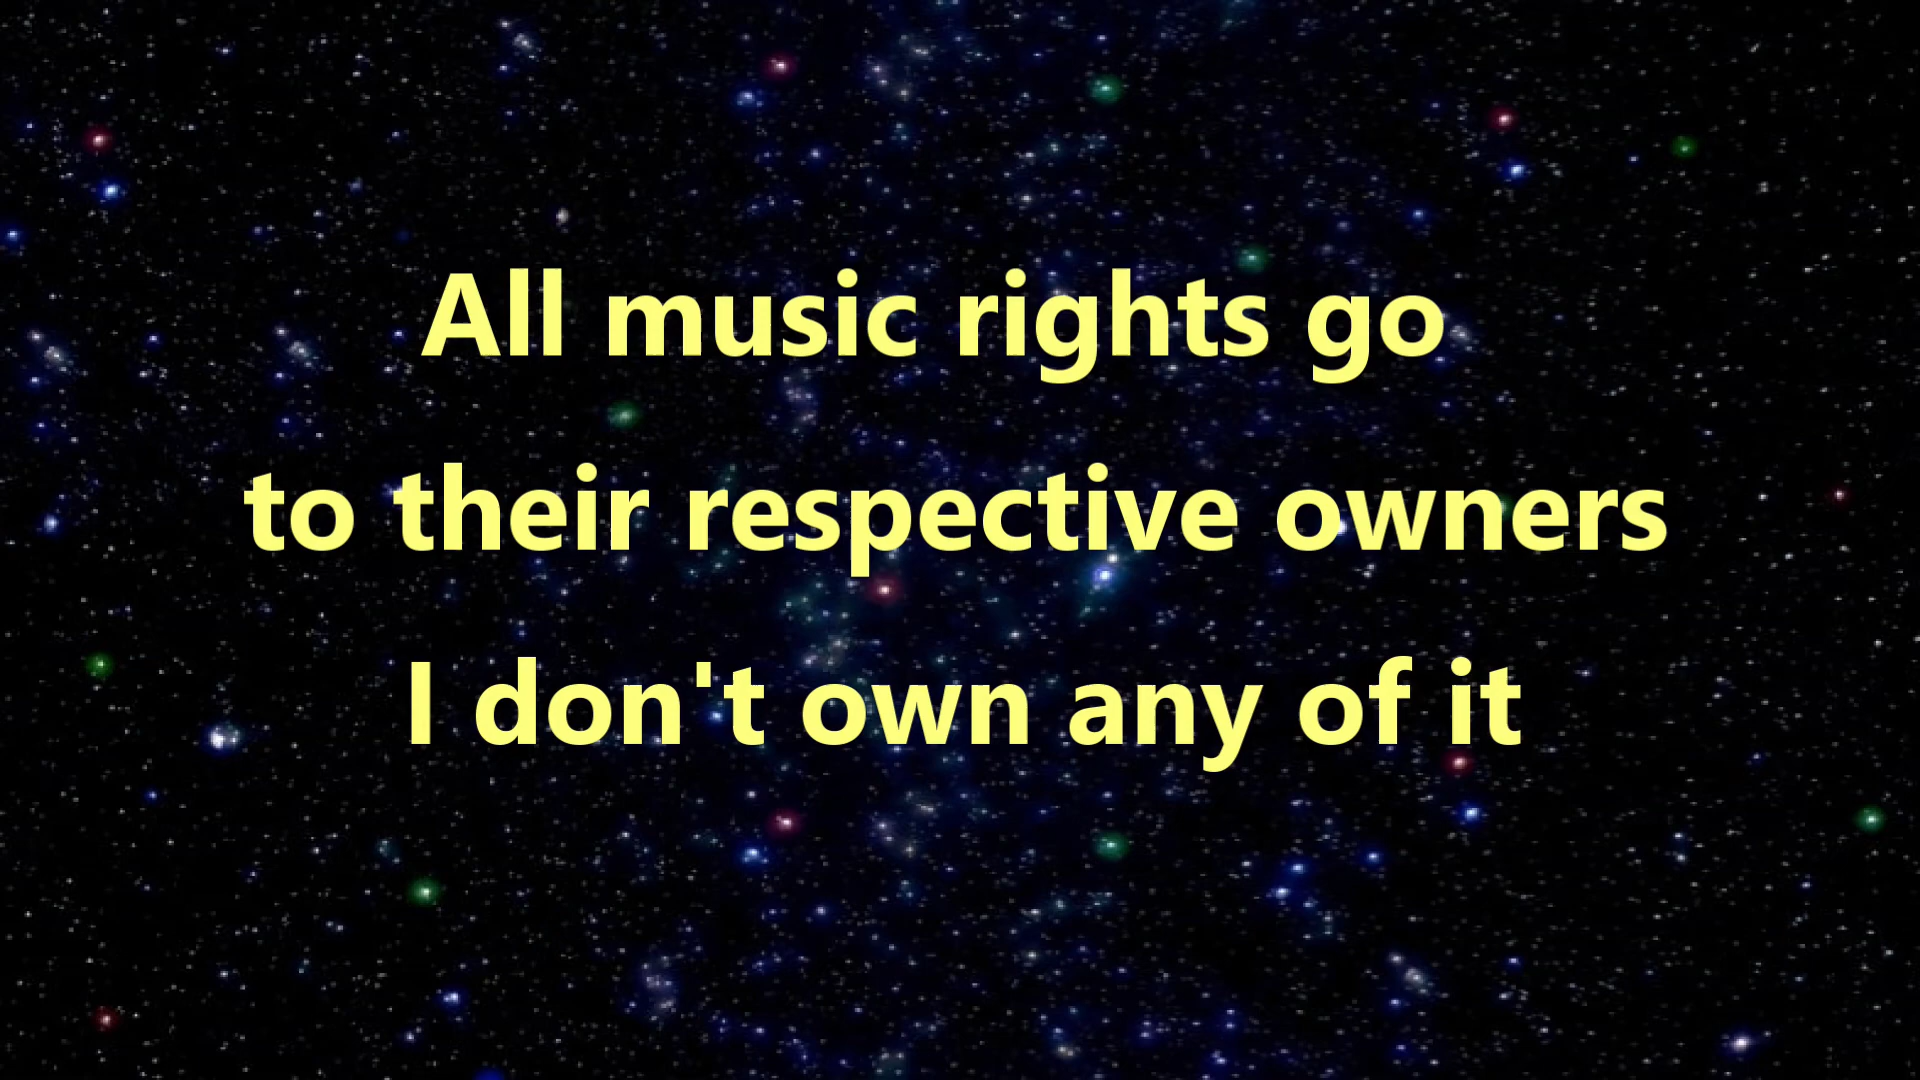 All music rights go
to their respective owners
I don't own any of it